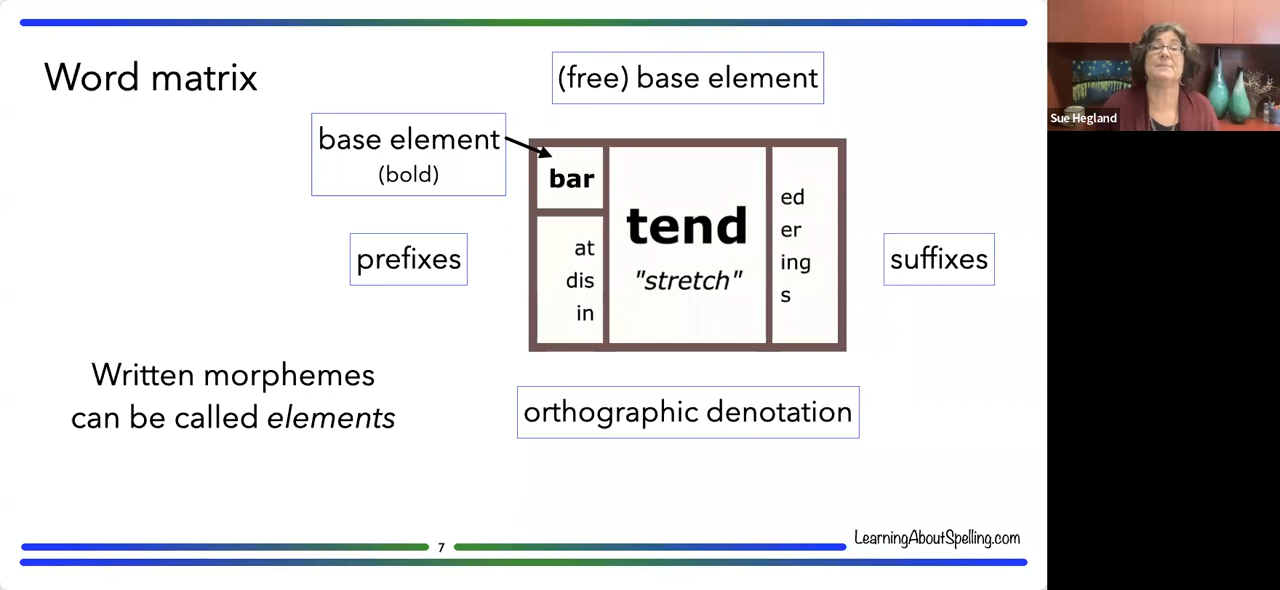 Word matrix
(free) base element
base element
(bold)
bar
tend
"stretch"
at
dis
in
ed
er
ing
s
prefixes
suffixes
Written morphemes
can be called elements
orthographic denotation
LearningAboutSpelling.com
7
Sue Hegland